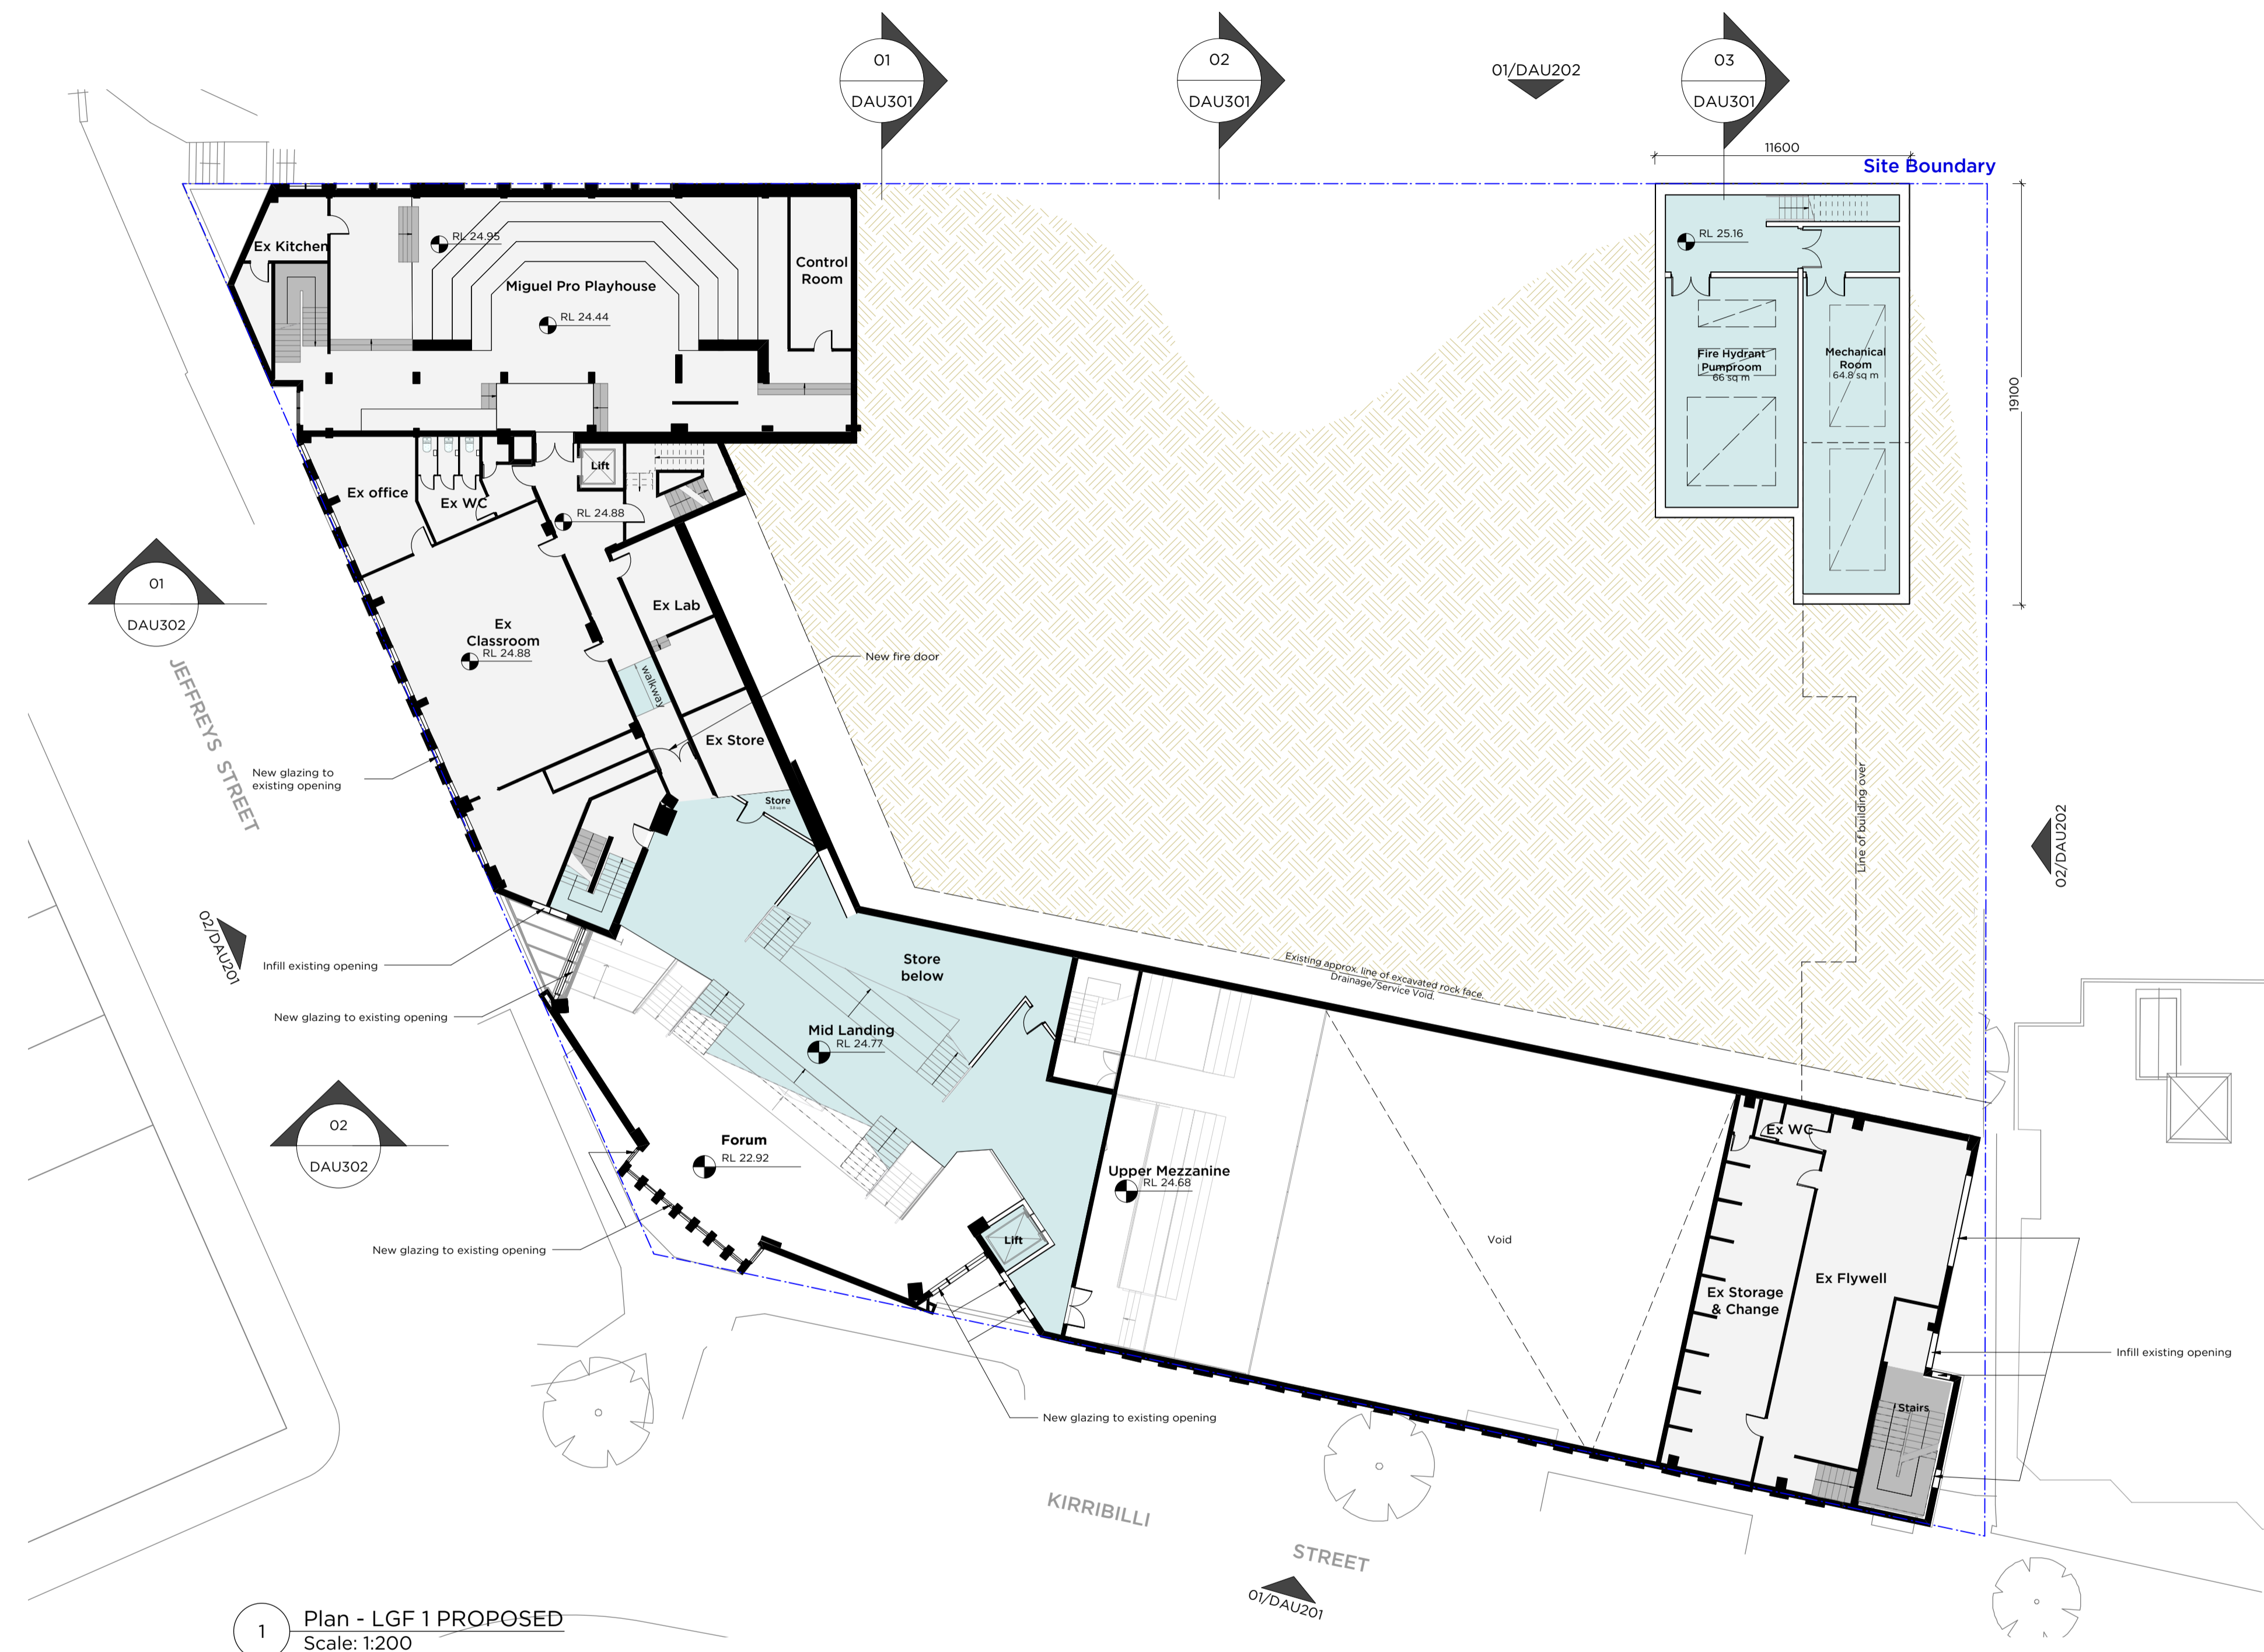 01
DAU301
02
DAU301
01/DAU202
03
DAU301
11600
Site Boundary
19100
Ex Kitchen
RL 24.95
Miguel Pro Playhouse
RL 24.44
Control
Room
RL 25.16
Fire Hydrant
Pumproom
66 sq m
Mechanical
Room
64.8 sq m
Ex office
Ex WC
Lift
RL 24.88
01
DAU302
JEFFREYS STREET
Ex
Classroom
RL 24.88
Ex Lab
walkway
New fire door
Ex Store
Store
3.8 sq m
New glazing to
existing opening
Line of building over
02/DAU202
02/DAU201
Infill existing opening
New glazing to existing opening
Store
below
Existing approx. line of excavated rock face.
Drainage/Service Void.
Mid Landing
RL 24.77
02
DAU302
Forum
RL 22.92
Upper Mezzanine
RL 24.68
Ex WC
New glazing to existing opening
Lift
Void
Ex Storage
& Change
Ex Flywell
Infill existing opening
Stairs
New glazing to existing opening
KIRRIBILLI
STREET
01/DAU201
1
Plan - LGF 1 PROPOSED
Scale: 1:200